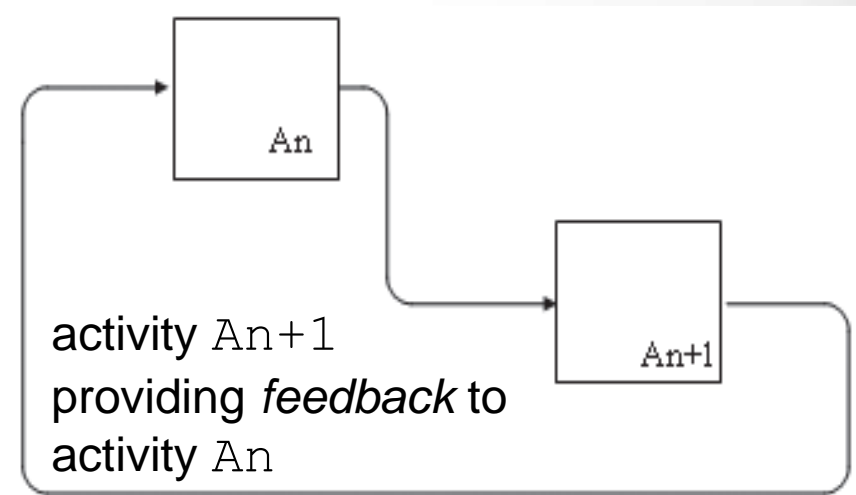 An
An+1
activity An+1
providing feedback to
activity An